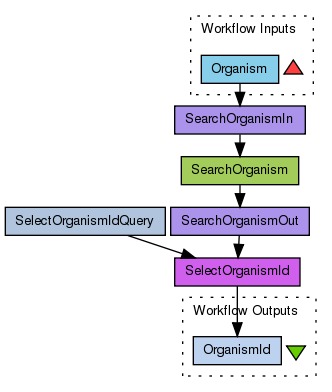 Workflow Inputs
Organism
SearchOrganismIn
SearchOrganism
SelectOrganismIdQuery
SearchOrganismOut
SelectOrganismId
Workflow Outputs
OrganismId